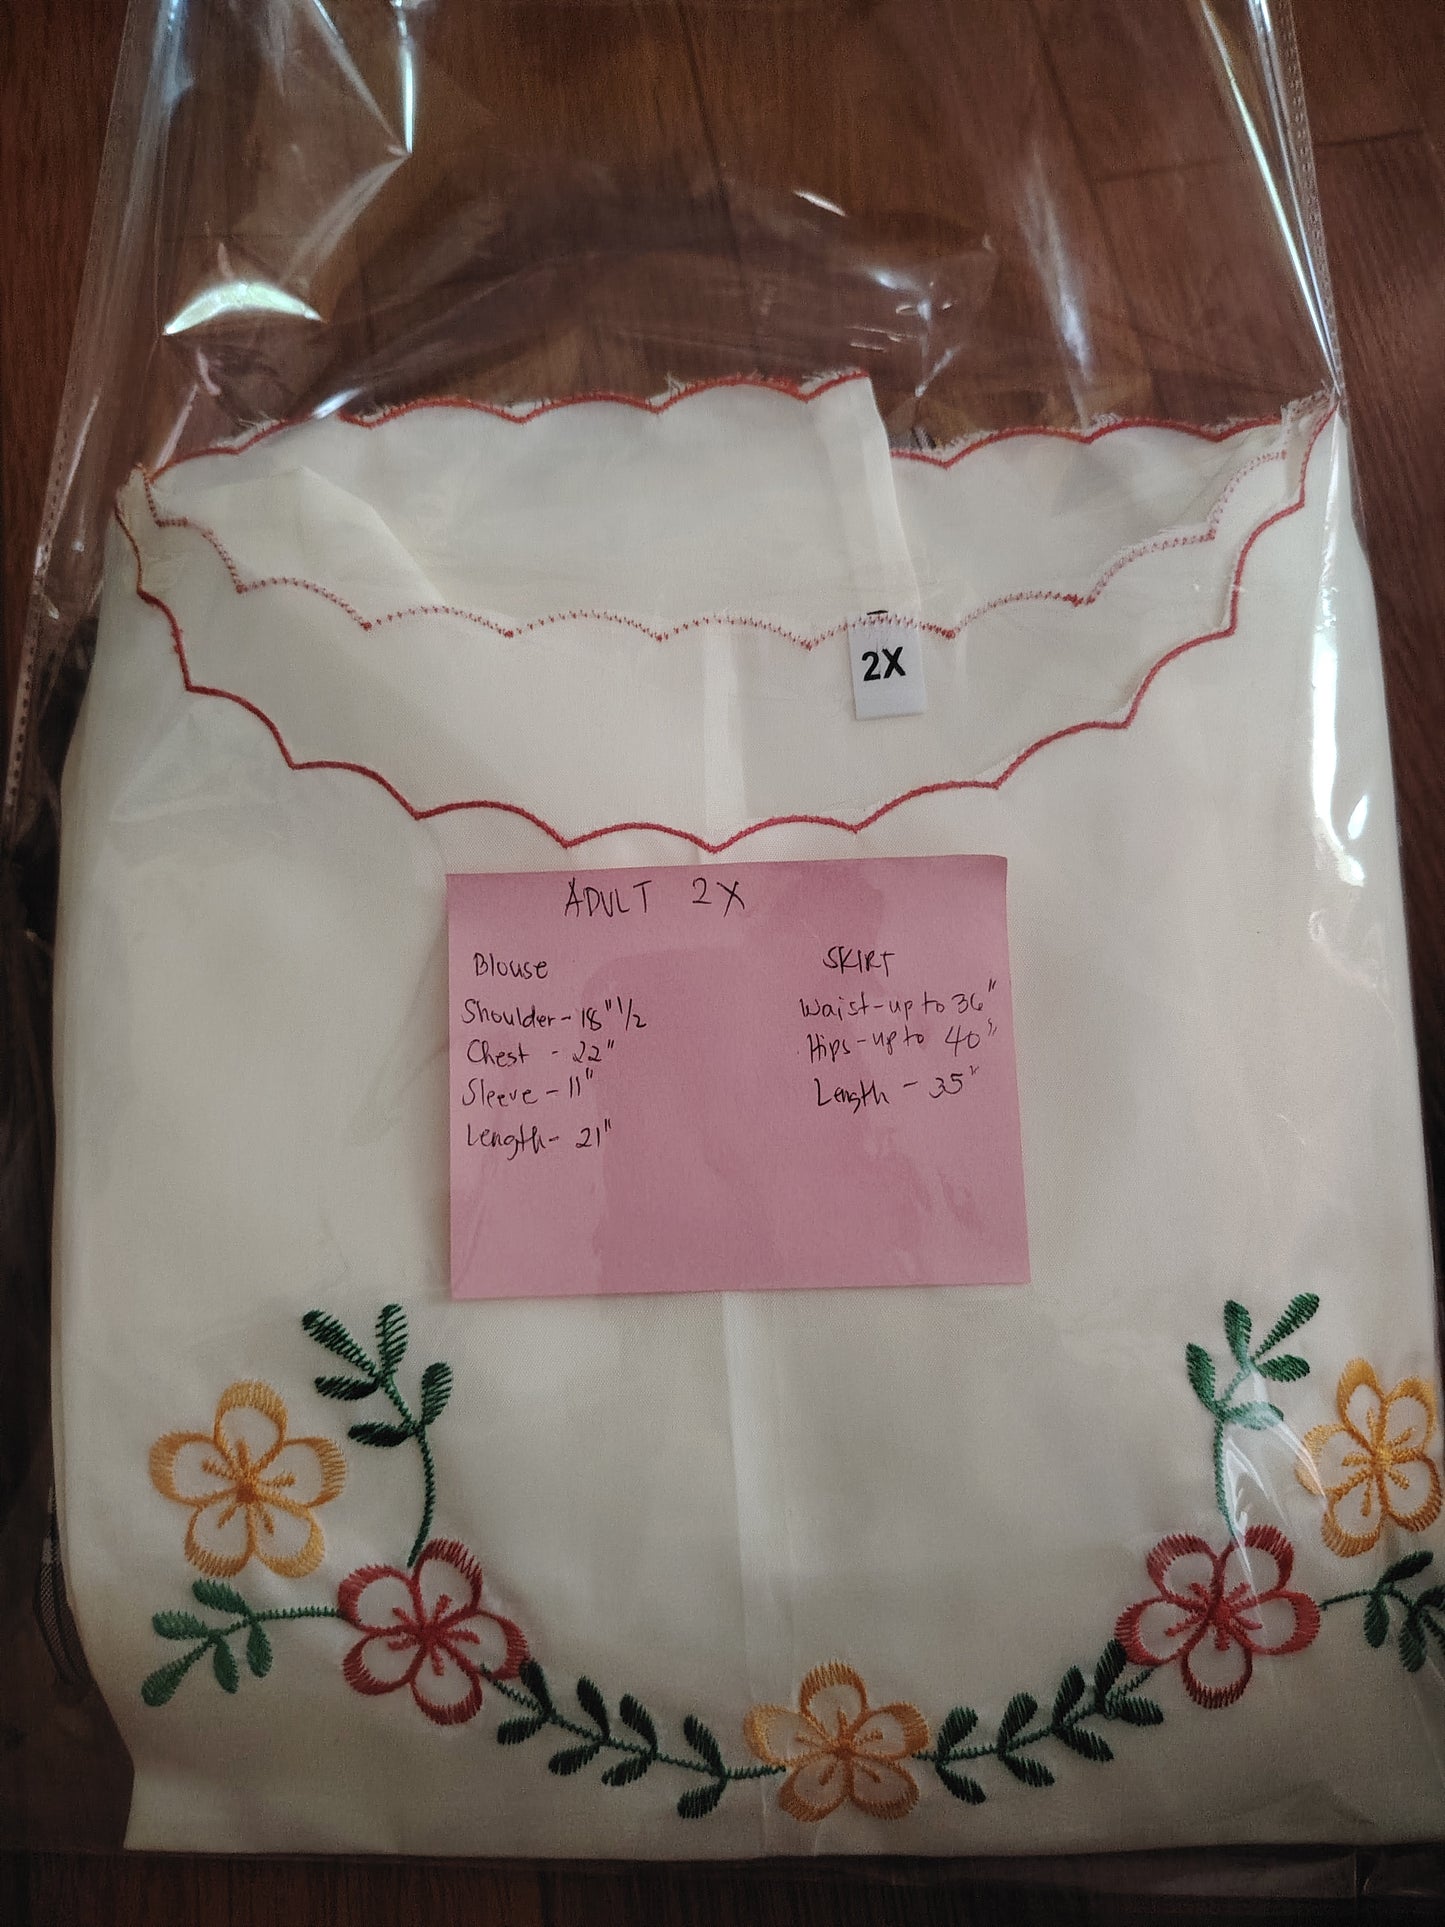 2X
ADULT 2X
Blouse
Shoulder - 18" 1/2
Chest - 22"
Sleeve - 11"
Length - 21"
SKIRT
Waist - up to 36"
Hips - up to 40"
Length - 35"